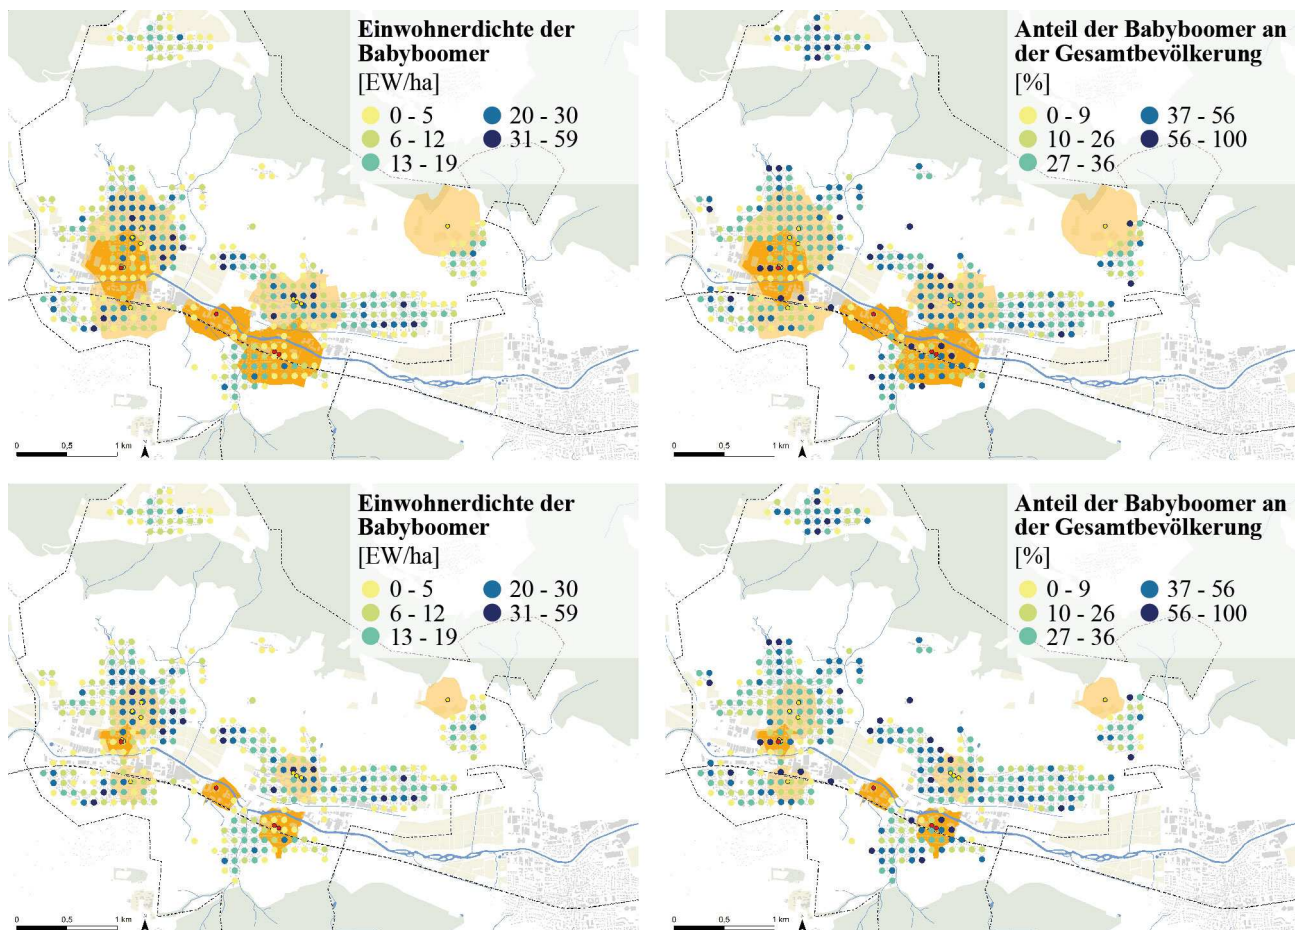 Einwohnerdichte der
Babyboomer
[EW/ha]
0 - 5
20 - 30
6 - 12
31 - 59
13 - 19
0 0,5 1 km
Anteil der Babyboomer an
der Gesamtbevölkerung
[%]
0 - 9
37 - 56
10 - 26
56 - 100
27 - 36
0 0,5 1 km
Einwohnerdichte der
Babyboomer
[EW/ha]
0 - 5
20 - 30
6 - 12
31 - 59
13 - 19
0 0,5 1 km
Anteil der Babyboomer an
der Gesamtbevölkerung
[%]
0 - 9
37 - 56
10 - 26
56 - 100
27 - 36
0 0,5 1 km